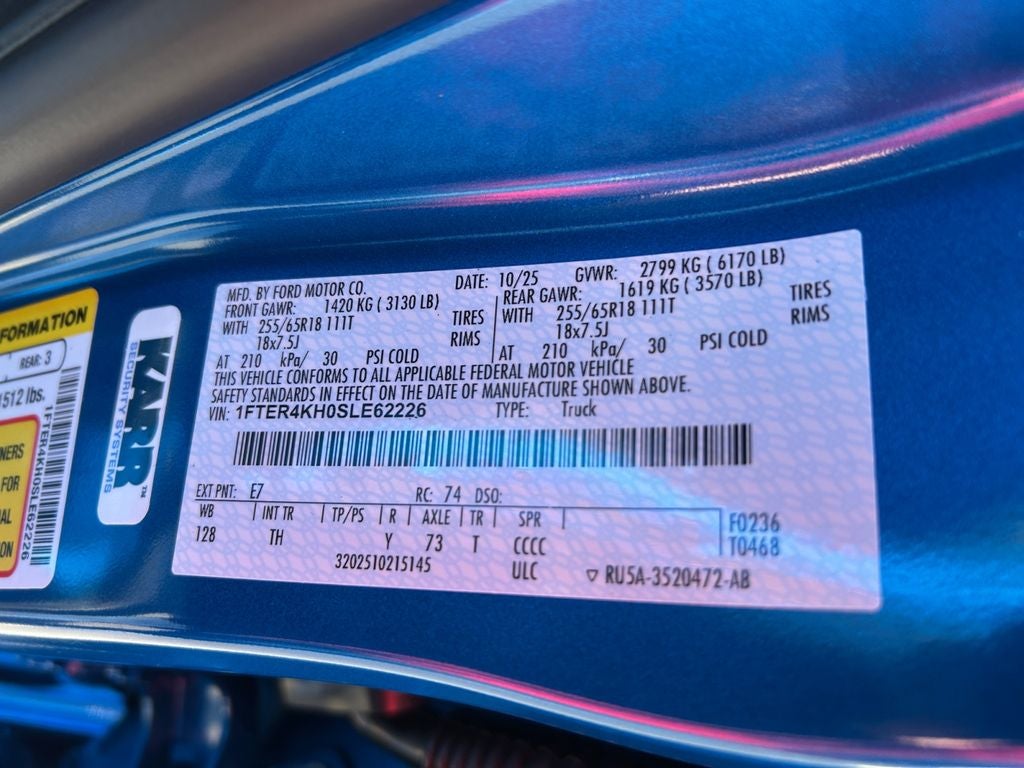 MFD. BY FORD MOTOR CO. DATE: 10/25 GVWR: 2799 KG ( 6170 LB)
FRONT GAWR: 1420 KG ( 3130 LB) REAR GAWR: 1619 KG ( 3570 LB)
WITH 255/65R18 111T TIRES WITH 255/65R18 111T TIRES
18x7.5J RIMS 18x7.5J RIMS
AT 210 kPa/ 30 PSI COLD AT 210 kPa/ 30 PSI COLD
THIS VEHICLE CONFORMS TO ALL APPLICABLE FEDERAL MOTOR VEHICLE
SAFETY STANDARDS IN EFFECT ON THE DATE OF MANUFACTURE SHOWN ABOVE.
VIN: 1FTER4KH0SLE62226 TYPE: Truck
EXT PNT: E7 RC: 74 DSO:
WB INT TR TP/PS R AXLE TR SPR F0236
128 TH Y 73 T CCCC T0468
3202510215145 ULC ▽ RU5A-3520472-AB
KARR™
SECURITY SYSTEMS
FORMATION
REAR: 3
1512 lbs.
1FTER4KH0SLE62226
NERS
FOR
AL
ON